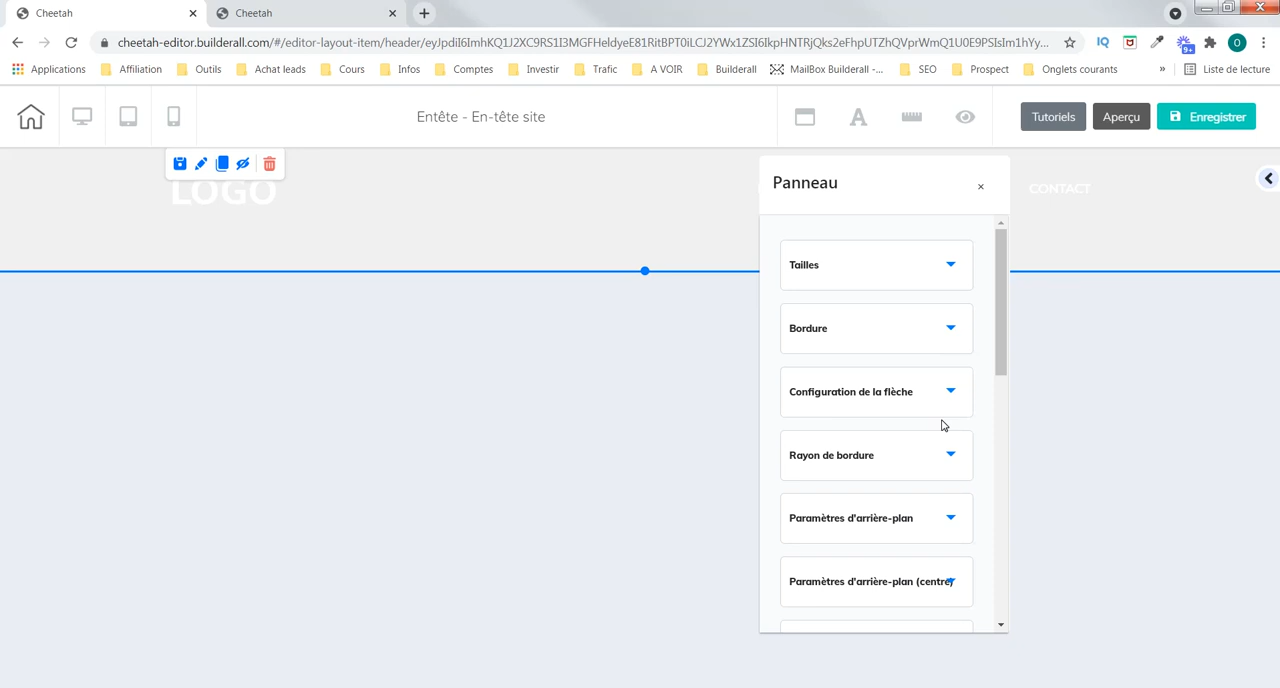 Cheetah
Cheetah
cheetah-editor.builderall.com/#/editor-layout-item/header/eyJpdiI6ImhKQ1J2XC9RS1I3MGFHeldyeE81RitBPT0iLCJ2YWx1ZSI6IkpHNTRjQks2eFhpUTZhQVprWmQ1U0E9PSIsIm1hYy...
9+
O
Applications
Affiliation
Outils
Achat leads
Cours
Infos
Comptes
Investir
Trafic
A VOIR
Builderall
MailBox Builderall -...
SEO
Prospect
Onglets courants
»
Liste de lecture
Entête - En-tête site
Tutoriels
Aperçu
Enregistrer
LOGO
Panneau
×
CONTACT
Tailles
Bordure
Configuration de la flèche
Rayon de bordure
Paramètres d'arrière-plan
Paramètres d'arrière-plan (centre)